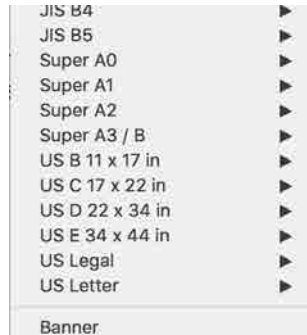 JIS B4
JIS B5
Super A0
Super A1
Super A2
Super A3 / B
US B 11 x 17 in
US C 17 x 22 in
US D 22 x 34 in
US E 34 x 44 in
US Legal
US Letter
Banner